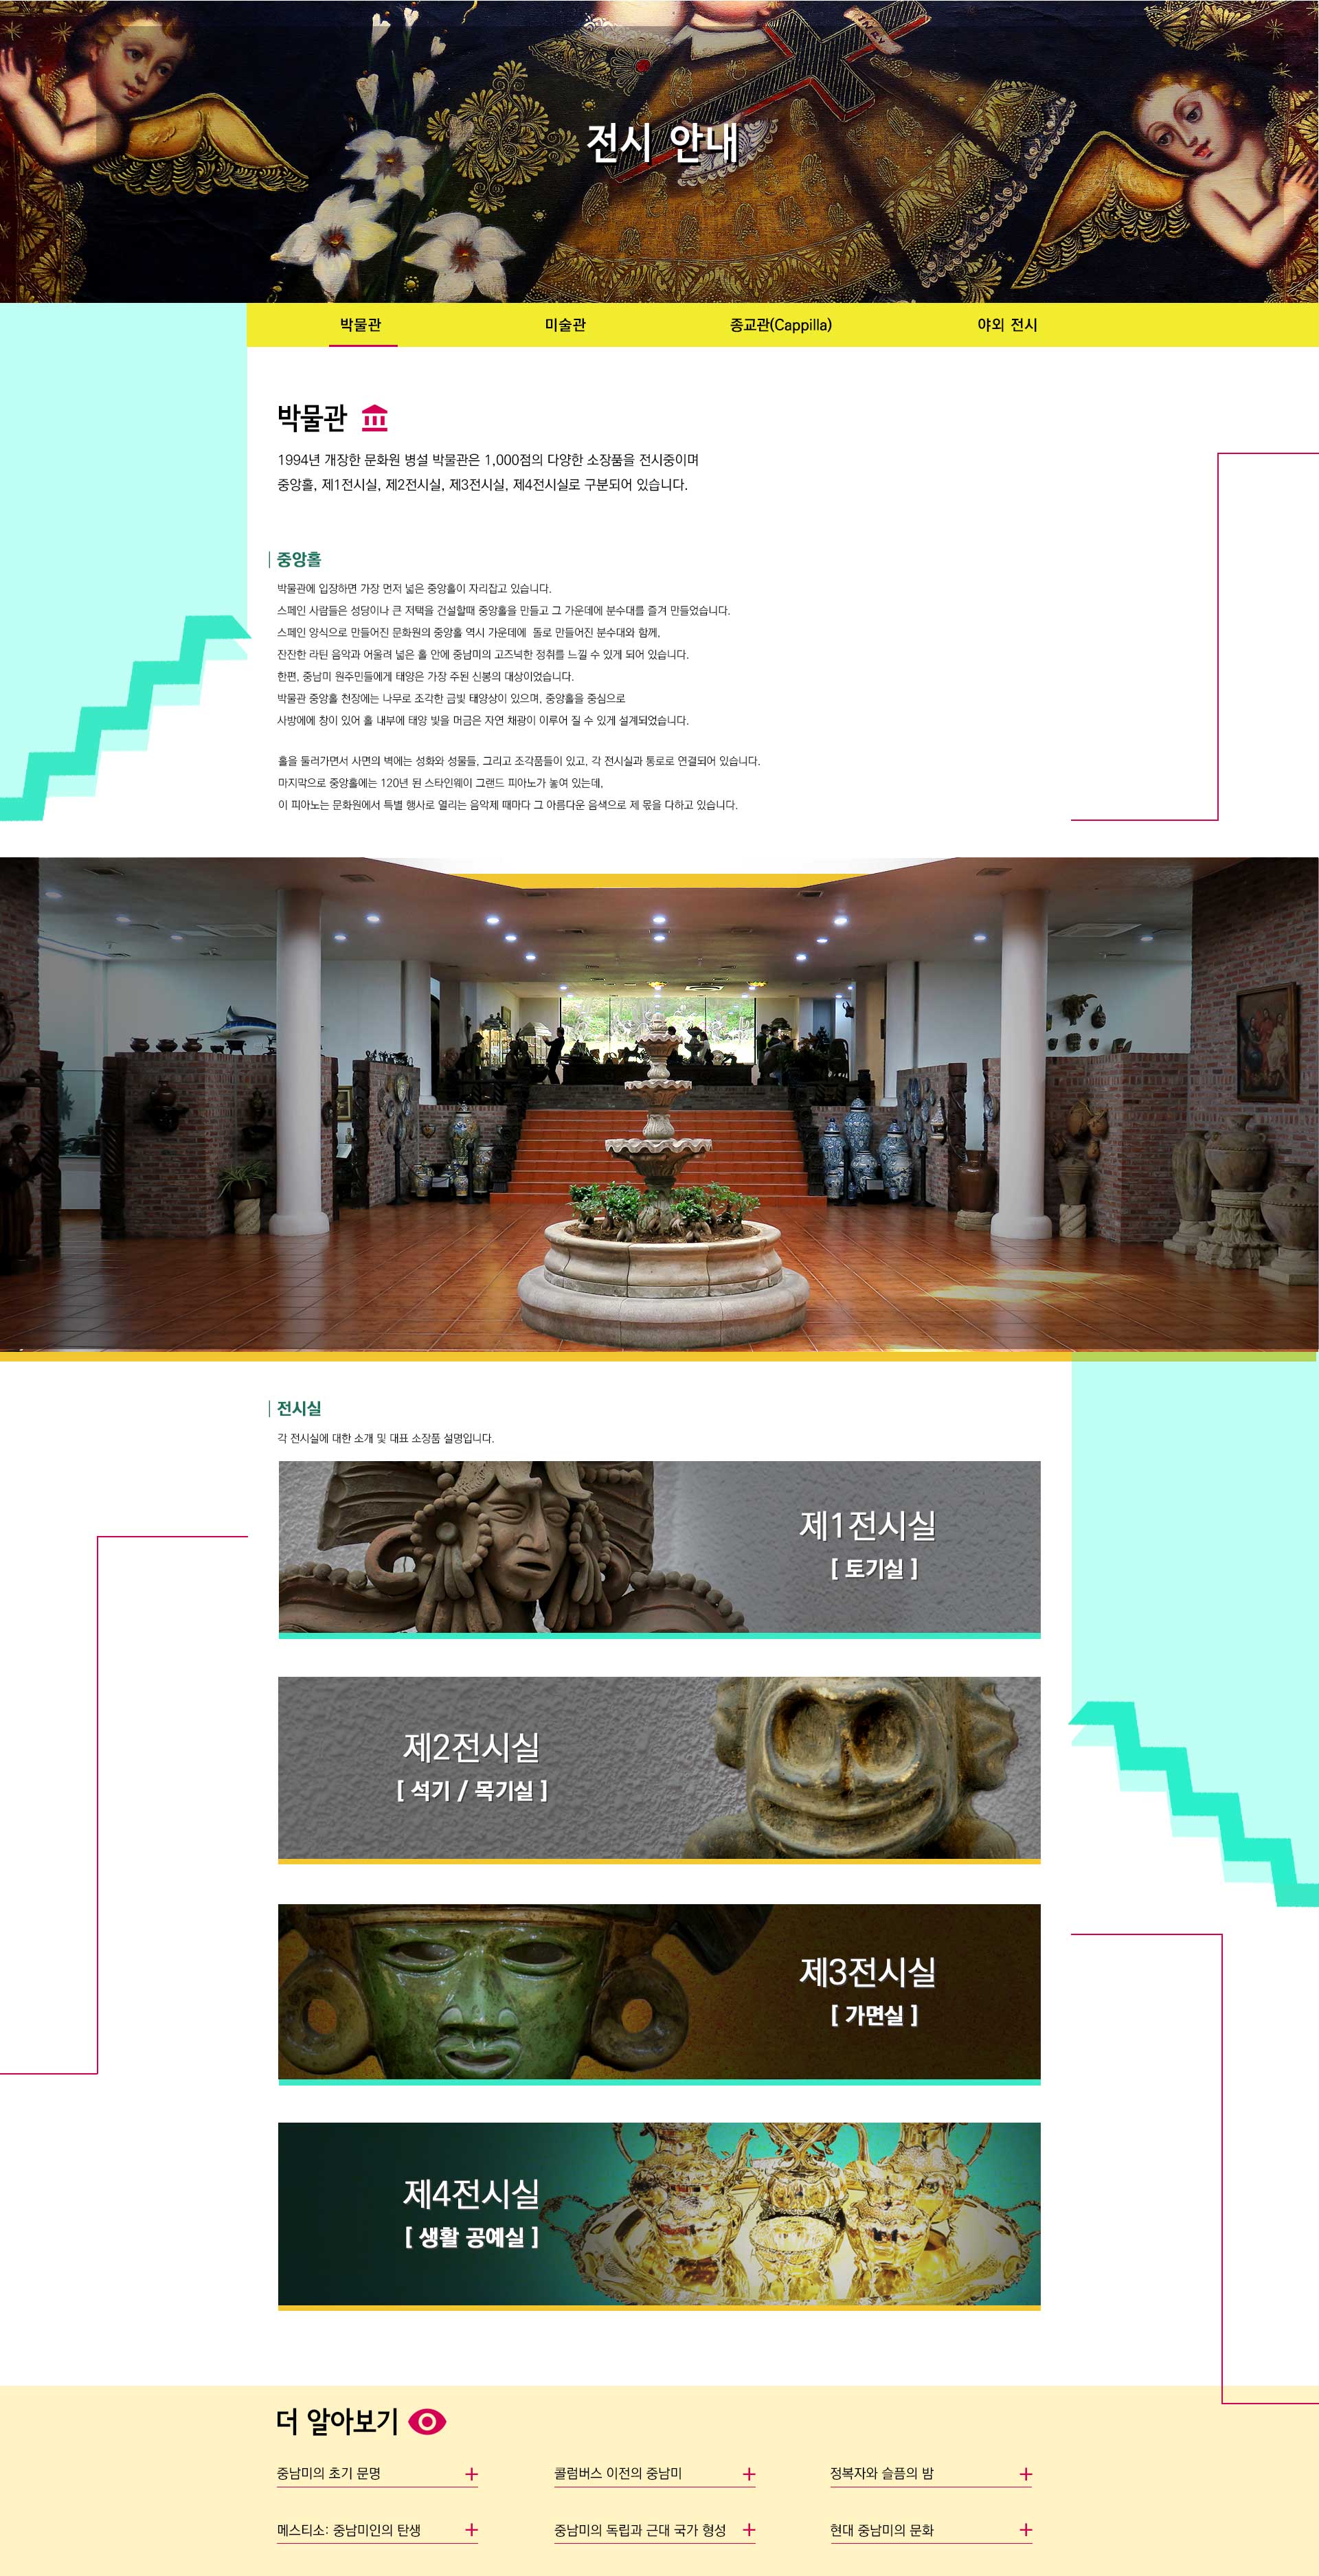 INRI
전시 안내
박물관
미술관
종교관(Cappilla)
야외 전시
박물관
1994년 개장한 문화원 병설 박물관은 1,000점의 다양한 소장품을 전시중이며
중앙홀, 제1전시실, 제2전시실, 제3전시실, 제4전시실로 구분되어 있습니다.
중앙홀
박물관에 입장하면 가장 먼저 넓은 중앙홀이 자리잡고 있습니다.
스페인 사람들은 성당이나 큰 저택을 건설할때 중앙홀을 만들고 그 가운데에 분수대를 즐겨 만들었습니다.
스페인 양식으로 만들어진 문화원의 중앙홀 역시 가운데에 돌로 만들어진 분수대와 함께,
잔잔한 라틴 음악과 어울려 넓은 홀 안에 중남미의 고즈넉한 정취를 느낄 수 있게 되어 있습니다.
한편, 중남미 원주민들에게 태양은 가장 주된 신봉의 대상이었습니다.
박물관 중앙홀 천장에는 나무로 조각한 금빛 태양상이 있으며, 중앙홀을 중심으로
사방에에 창이 있어 홀 내부에 태양 빛을 머금은 자연 채광이 이루어 질 수 있게 설계되었습니다.
홀을 둘러가면서 사면의 벽에는 성화와 성물들, 그리고 조각품들이 있고, 각 전시실과 통로로 연결되어 있습니다.
마지막으로 중앙홀에는 120년 된 스타인웨이 그랜드 피아노가 놓여 있는데,
이 피아노는 문화원에서 특별 행사로 열리는 음악제 때마다 그 아름다운 음색으로 제 몫을 다하고 있습니다.
전시실
각 전시실에 대한 소개 및 대표 소장품 설명입니다.
제1전시실
[ 토기실 ]
제2전시실
[ 석기 / 목기실 ]
제3전시실
[ 가면실 ]
제4전시실
[ 생활 공예실 ]
더 알아보기
중남미의 초기 문명 +
콜럼버스 이전의 중남미 +
정복자와 슬픔의 밤 +
메스티소: 중남미인의 탄생 +
중남미의 독립과 근대 국가 형성 +
현대 중남미의 문화 +